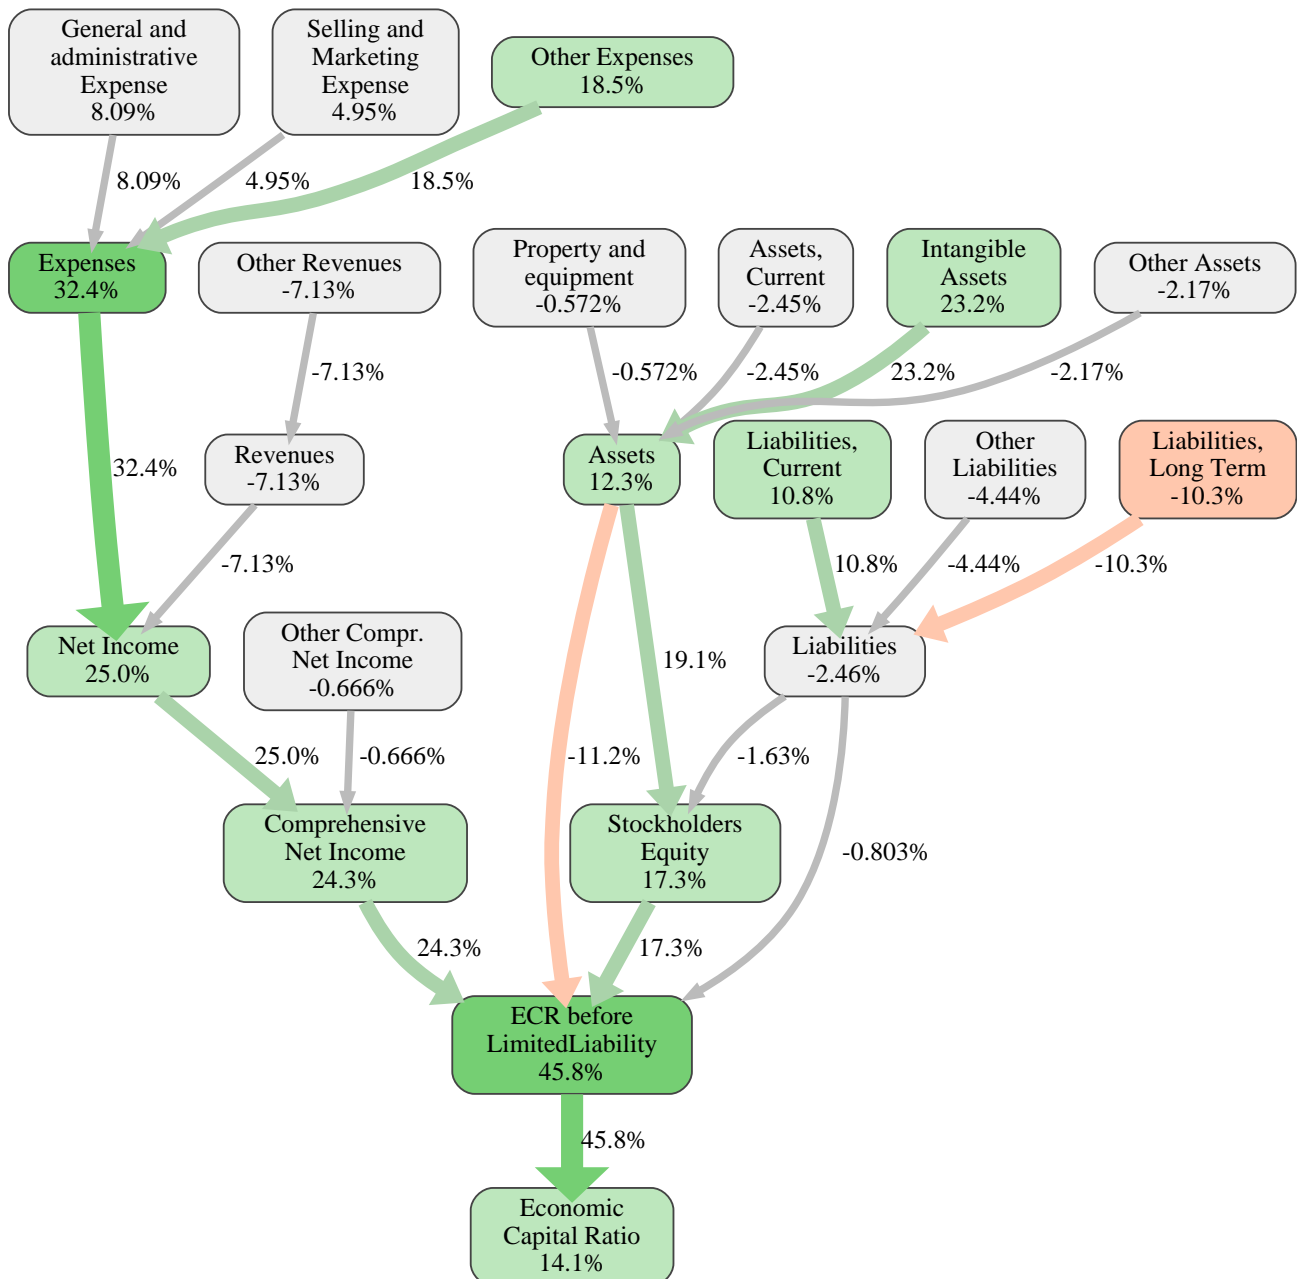 General and
administrative
Expense
8.09%
Selling and
Marketing
Expense
4.95%
Other Expenses
18.5%
8.09%
4.95%
18.5%
Expenses
32.4%
Other Revenues
-7.13%
Property and
equipment
-0.572%
Assets,
Current
-2.45%
Intangible
Assets
23.2%
Other Assets
-2.17%
-7.13%
-0.572%
-2.45%
23.2%
-2.17%
32.4%
Revenues
-7.13%
Assets
12.3%
Liabilities,
Current
10.8%
Other
Liabilities
-4.44%
Liabilities,
Long Term
-10.3%
-7.13%
10.8%
-4.44%
-10.3%
Net Income
25.0%
Other Compr.
Net Income
-0.666%
19.1%
Liabilities
-2.46%
25.0%
-0.666%
-11.2%
-1.63%
Comprehensive
Net Income
24.3%
Stockholders
Equity
17.3%
-0.803%
24.3%
17.3%
ECR before
LimitedLiability
45.8%
45.8%
Economic
Capital Ratio
14.1%